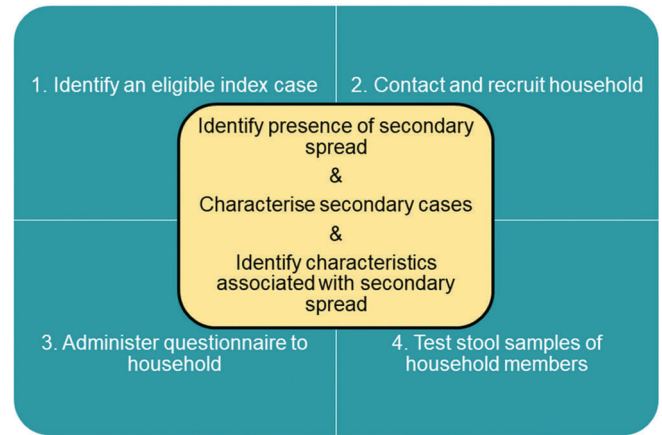 1. Identify an eligible index case
2. Contact and recruit household
Identify presence of secondary
spread
&
Characterise secondary cases
&
Identify characteristics
associated with secondary
spread
3. Administer questionnaire to
household
4. Test stool samples of
household members